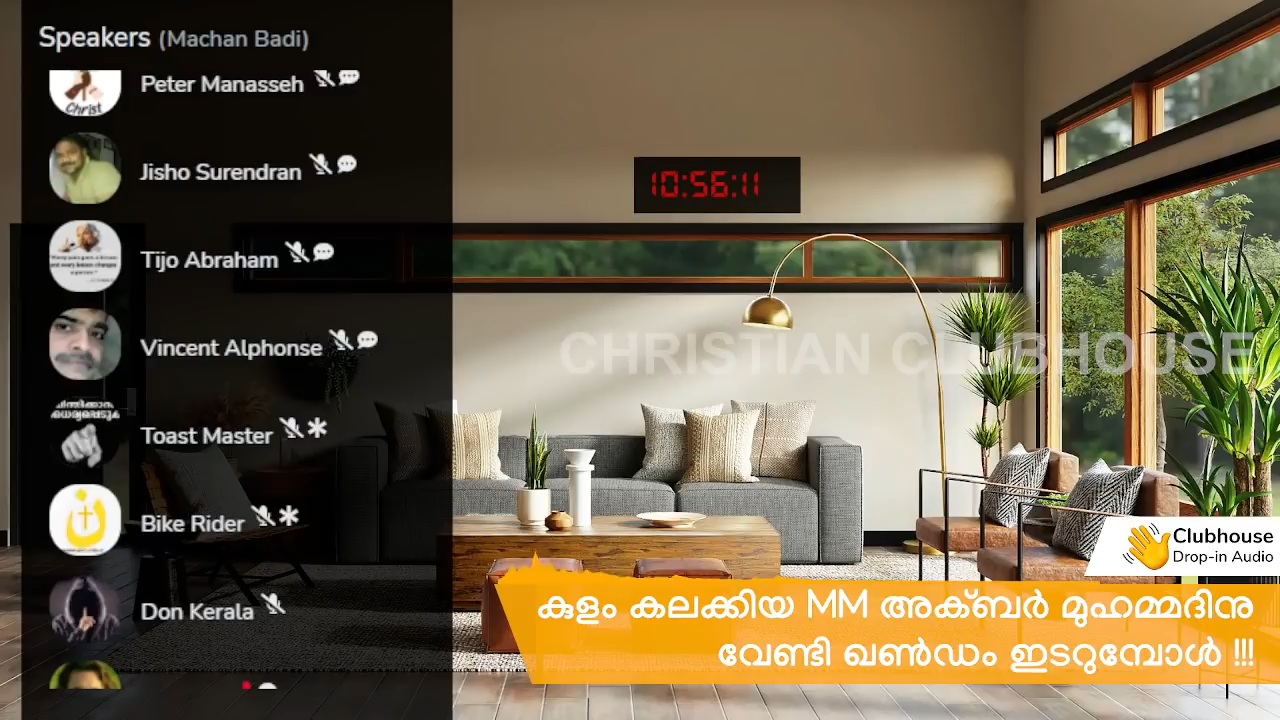 Speakers (Machan Badi)
Christ
Peter Manasseh
Jisho Surendran
Tijo Abraham
Vincent Alphonse
Toast Master
Bike Rider
Don Kerala
10:56:11
CHRISTIAN CLUBHOUSE
Clubhouse
Drop-in Audio
കുളം കലക്കിയ MM അക്ബർ മുഹമ്മദിനു
വേണ്ടി ഖൺഡം ഇടറുമ്പോൾ !!!